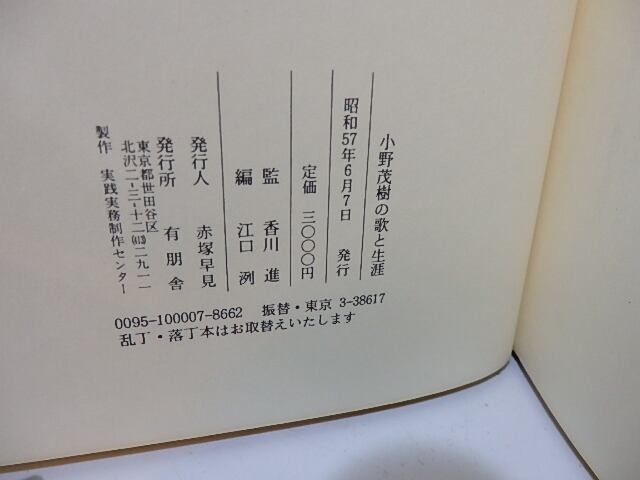 小野茂樹の歌と生涯
昭和57年6月7日 発行
定価 三〇〇〇円
監 香川 進
編 江口 洌
発行人 赤塚早見
発行所 有朋舎
東京都世田谷区
北沢二-三-十二㈹二九一一
製作 実践実務制作センター
0095-100007-8662 振替・東京 3-38617
乱丁・落丁本はお取替えいたします